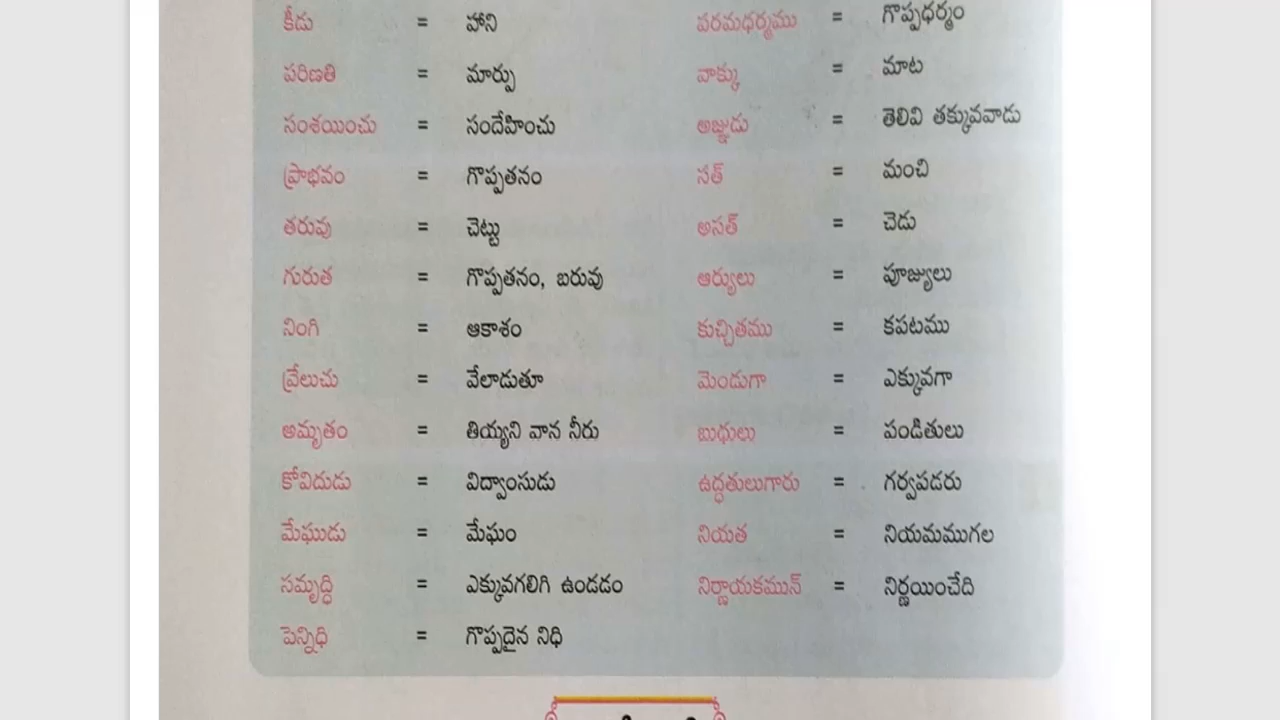 కీడు = హాని
పరిణతి = మార్పు
సంశయించు = సందేహించు
ప్రాభవం = గొప్పతనం
తరువు = చెట్టు
గురుత = గొప్పతనం, బరువు
నింగి = ఆకాశం
వ్రేలుచు = వేలాడుతూ
అమృతం = తియ్యని వాన నీరు
కోవిదుడు = విద్వాంసుడు
మేఘుడు = మేఘం
సమృద్ధి = ఎక్కువగలిగి ఉండడం
పెన్నిధి = గొప్పదైన నిధి
పరమధర్మము = గొప్పధర్మం
వాక్కు = మాట
అజ్ఞుడు = తెలివి తక్కువవాడు
సత్ = మంచి
అసత్ = చెడు
ఆర్యులు = పూజ్యులు
కుచ్చితము = కపటము
మెండుగా = ఎక్కువగా
బుధులు = పండితులు
ఉద్ధతులుగారు = గర్వపడరు
నియత = నియమముగల
నిర్ణాయకమున్ = నిర్ణయించేది